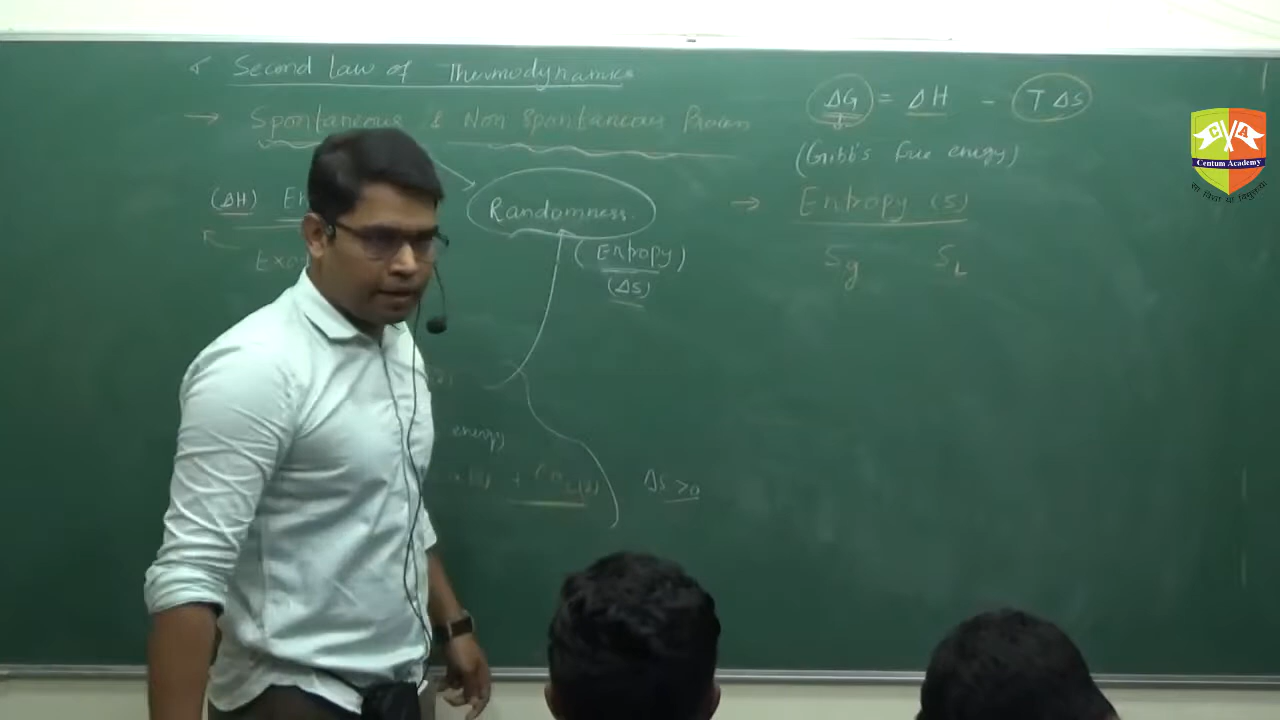 Second law of Thermodynamics
→ Spontaneous & Non Spontaneous Process
(ΔH)
Randomness.
(Entropy)
(ΔS)
energy
ΔS >0
ΔG = ΔH - TΔS
(Gibb's free energy)
→ Entropy (S)
Sg SL
CA
Centum Academy